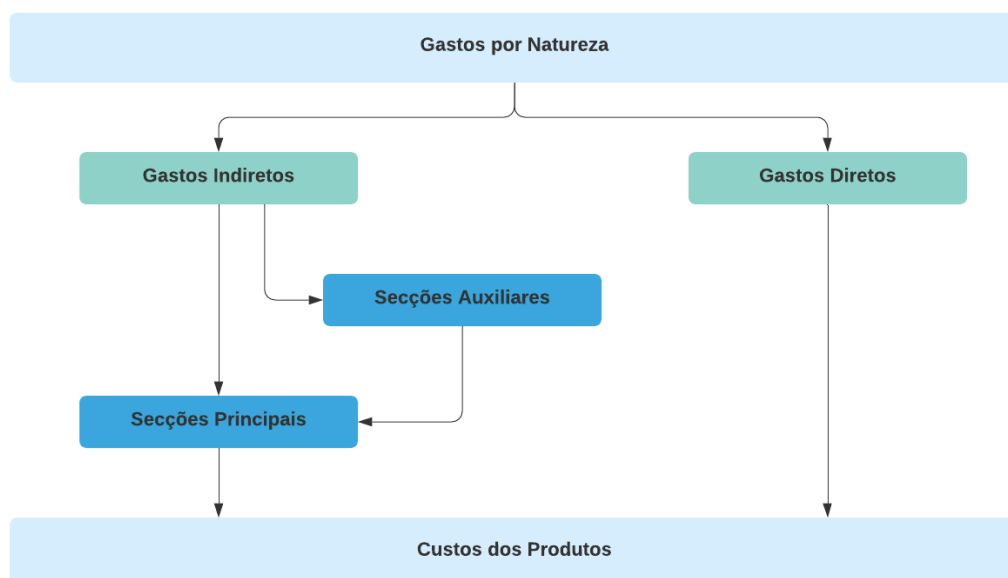 Gastos por Natureza
Gastos Indiretos
Gastos Diretos
Secções Auxiliares
Secções Principais
Custos dos Produtos